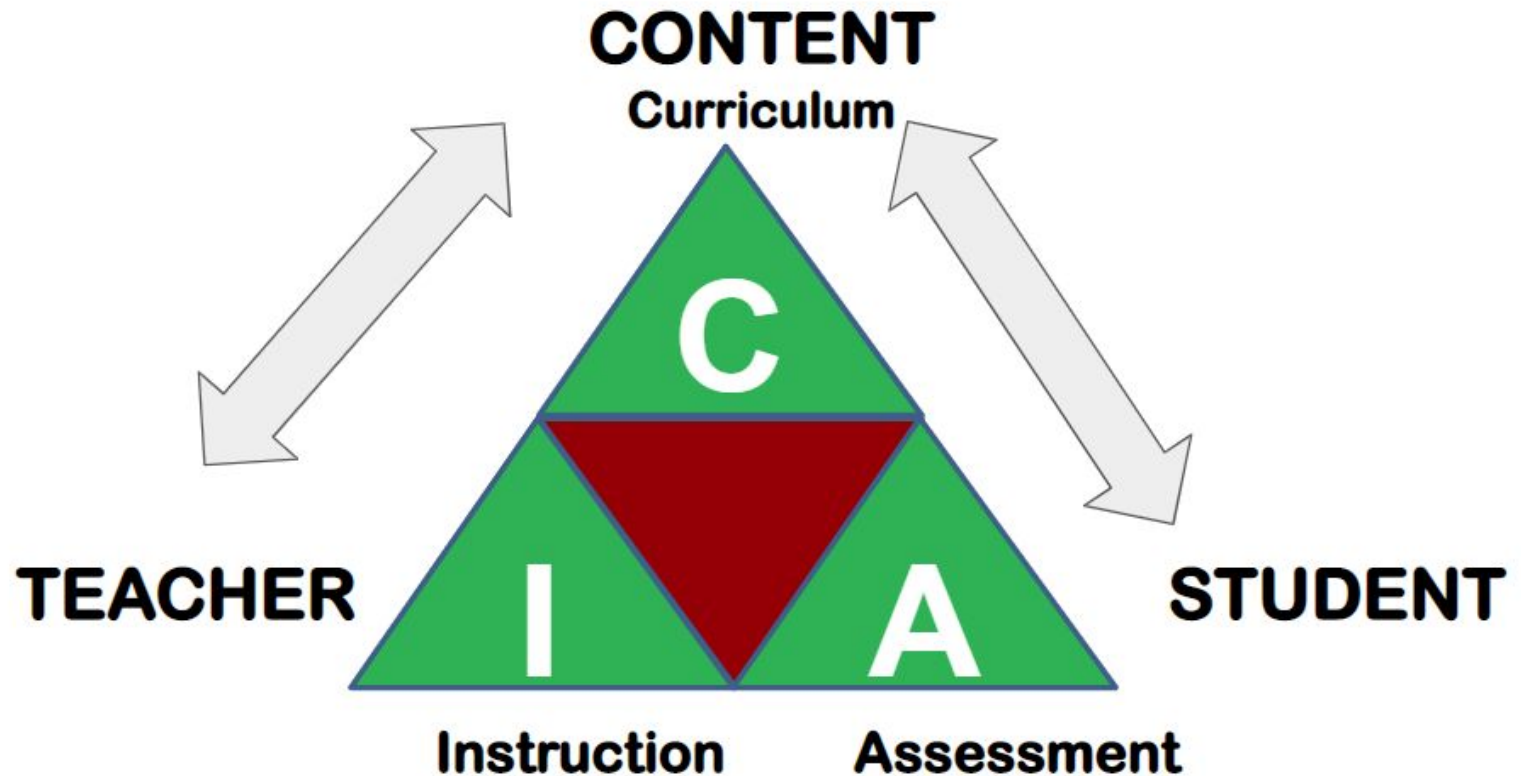 CONTENT
Curriculum
C
TEACHER
I
A
STUDENT
Instruction
Assessment